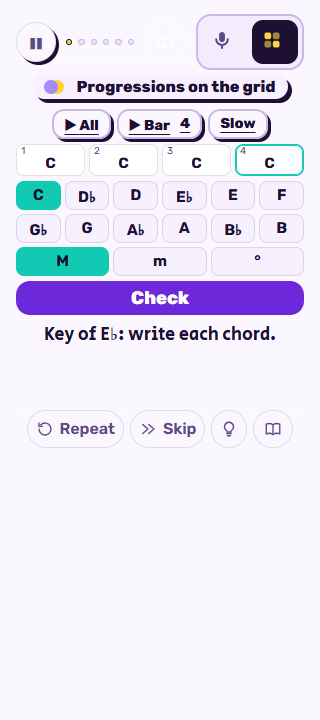 Progressions on the grid
All
Bar 4
Slow
1 C
2 C
3 C
4 C
C D♭ D E♭ E F
G♭ G A♭ A B♭ B
M m °
Check
Key of E♭: write each chord.
Repeat
Skip